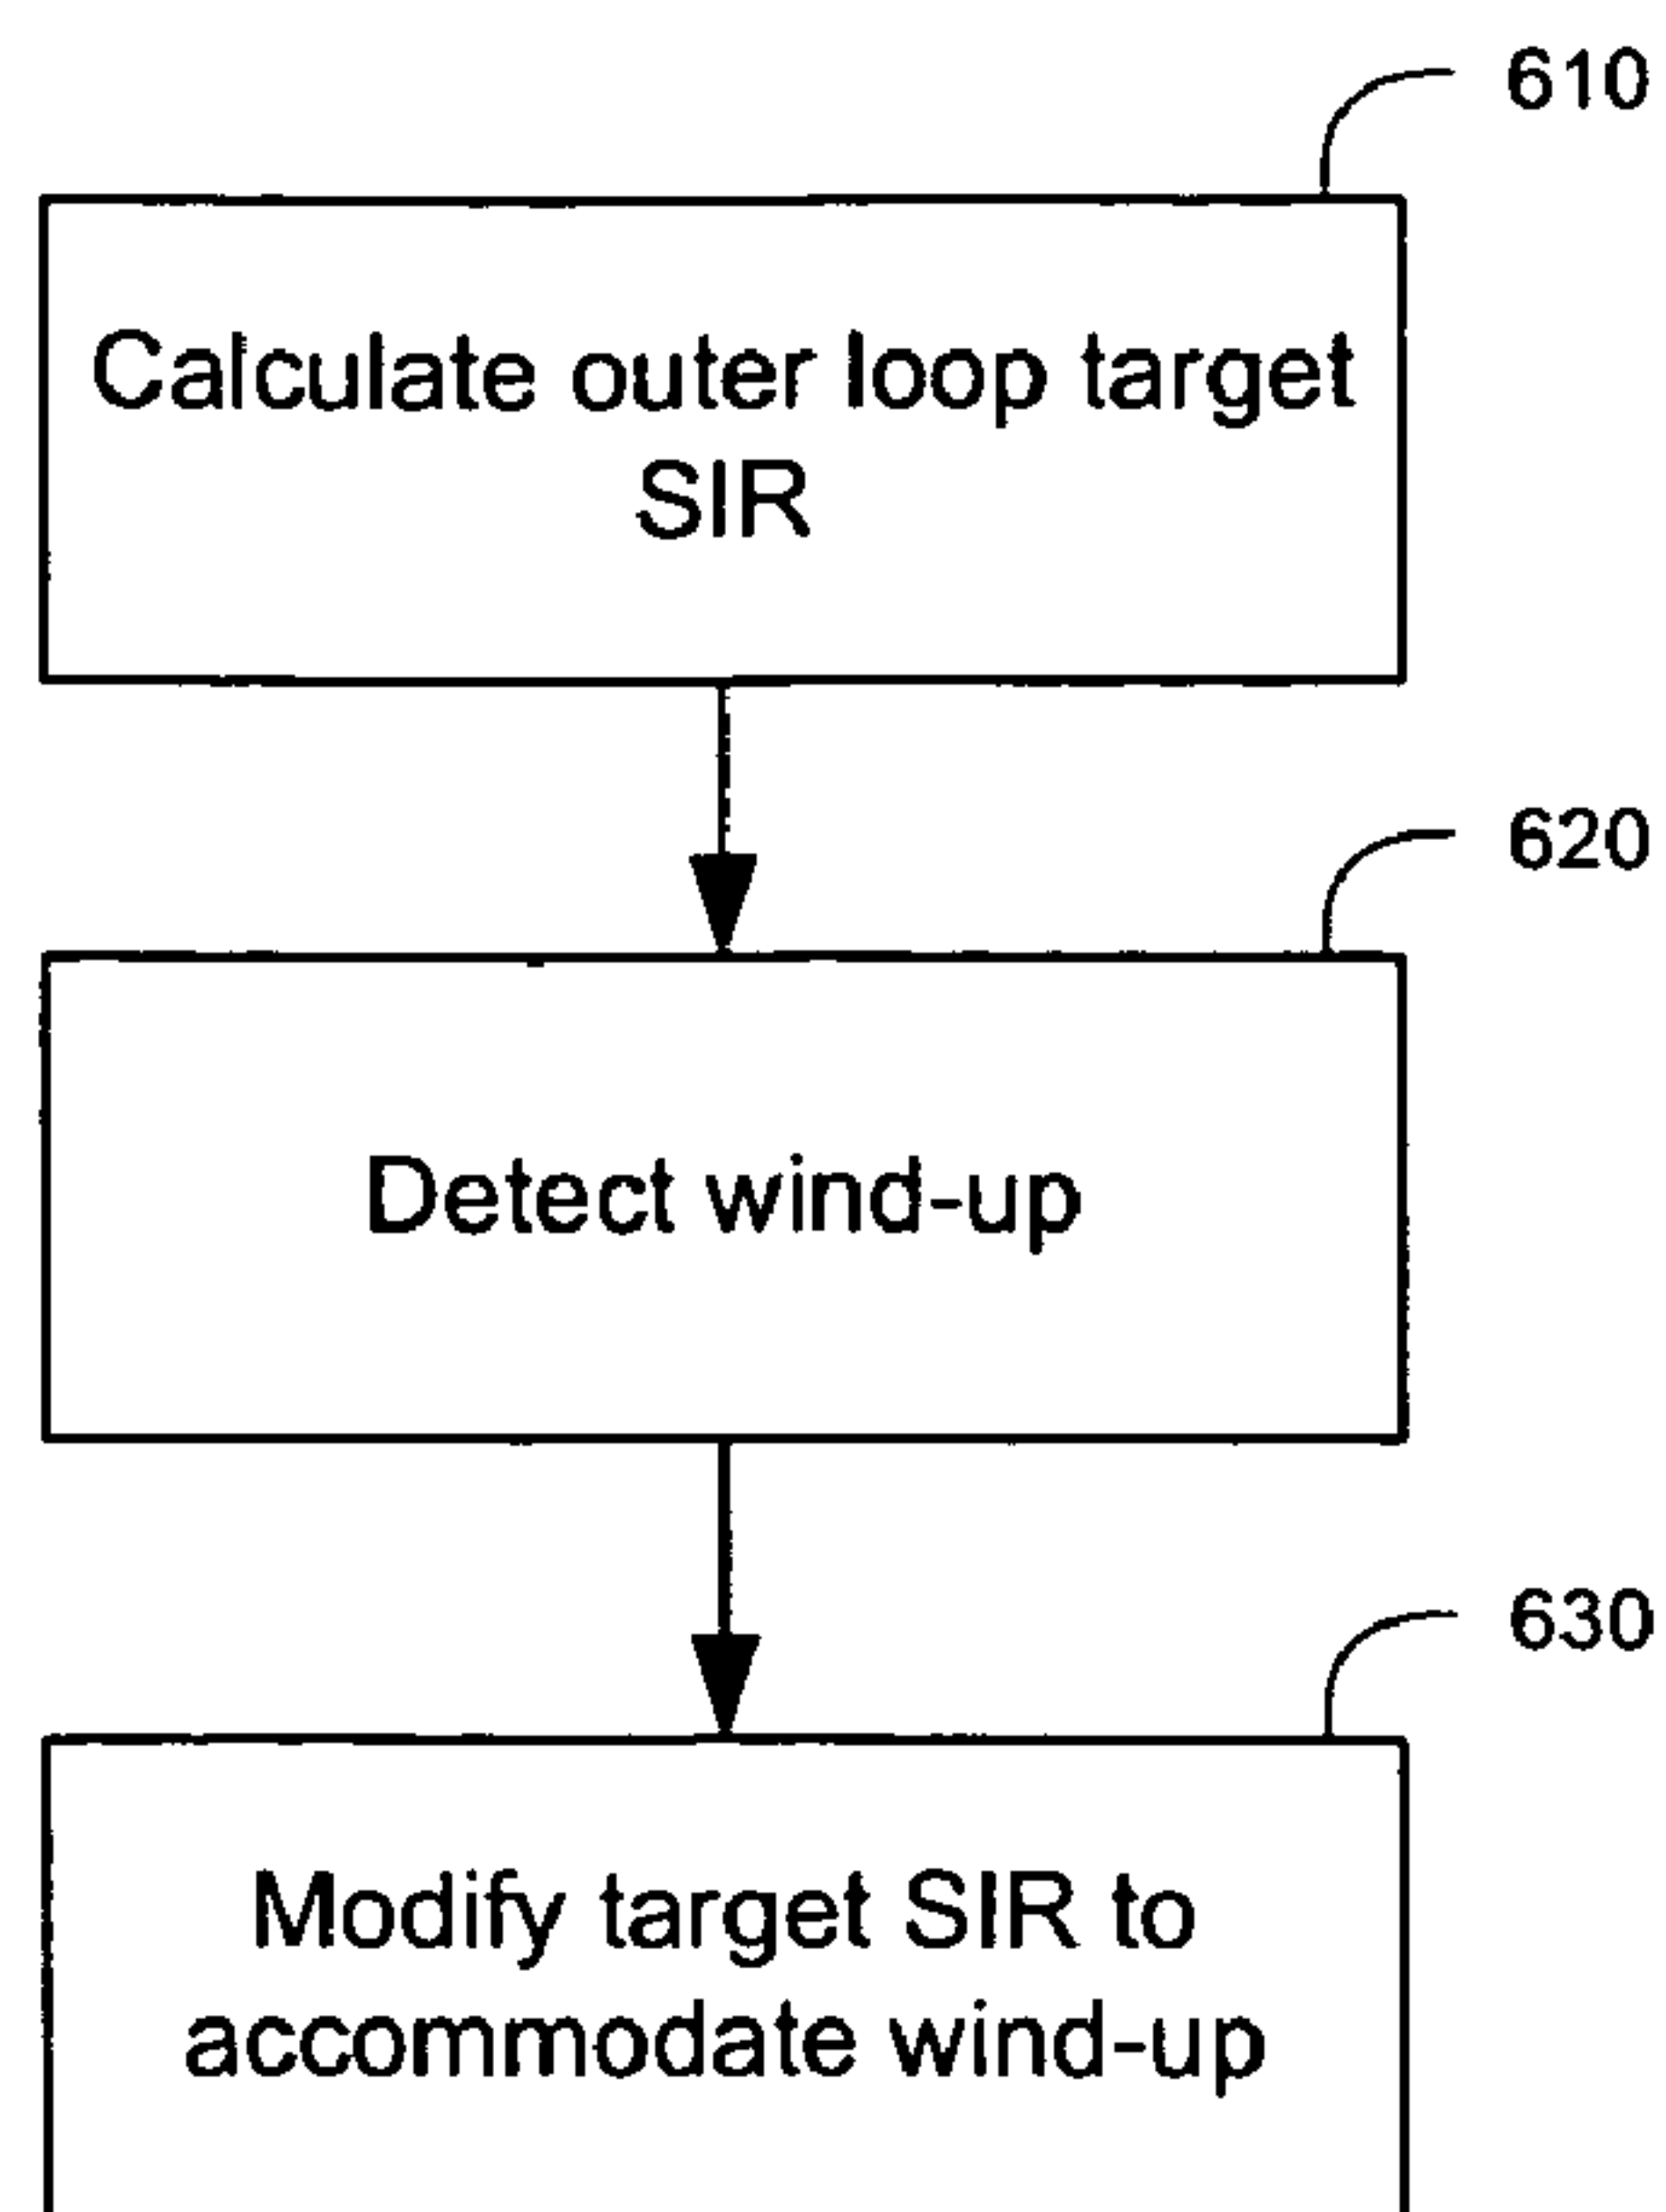 610
Calculate outer loop target
SIR
620
Detect wind-up
630
Modify target SIR to
accommodate wind-up